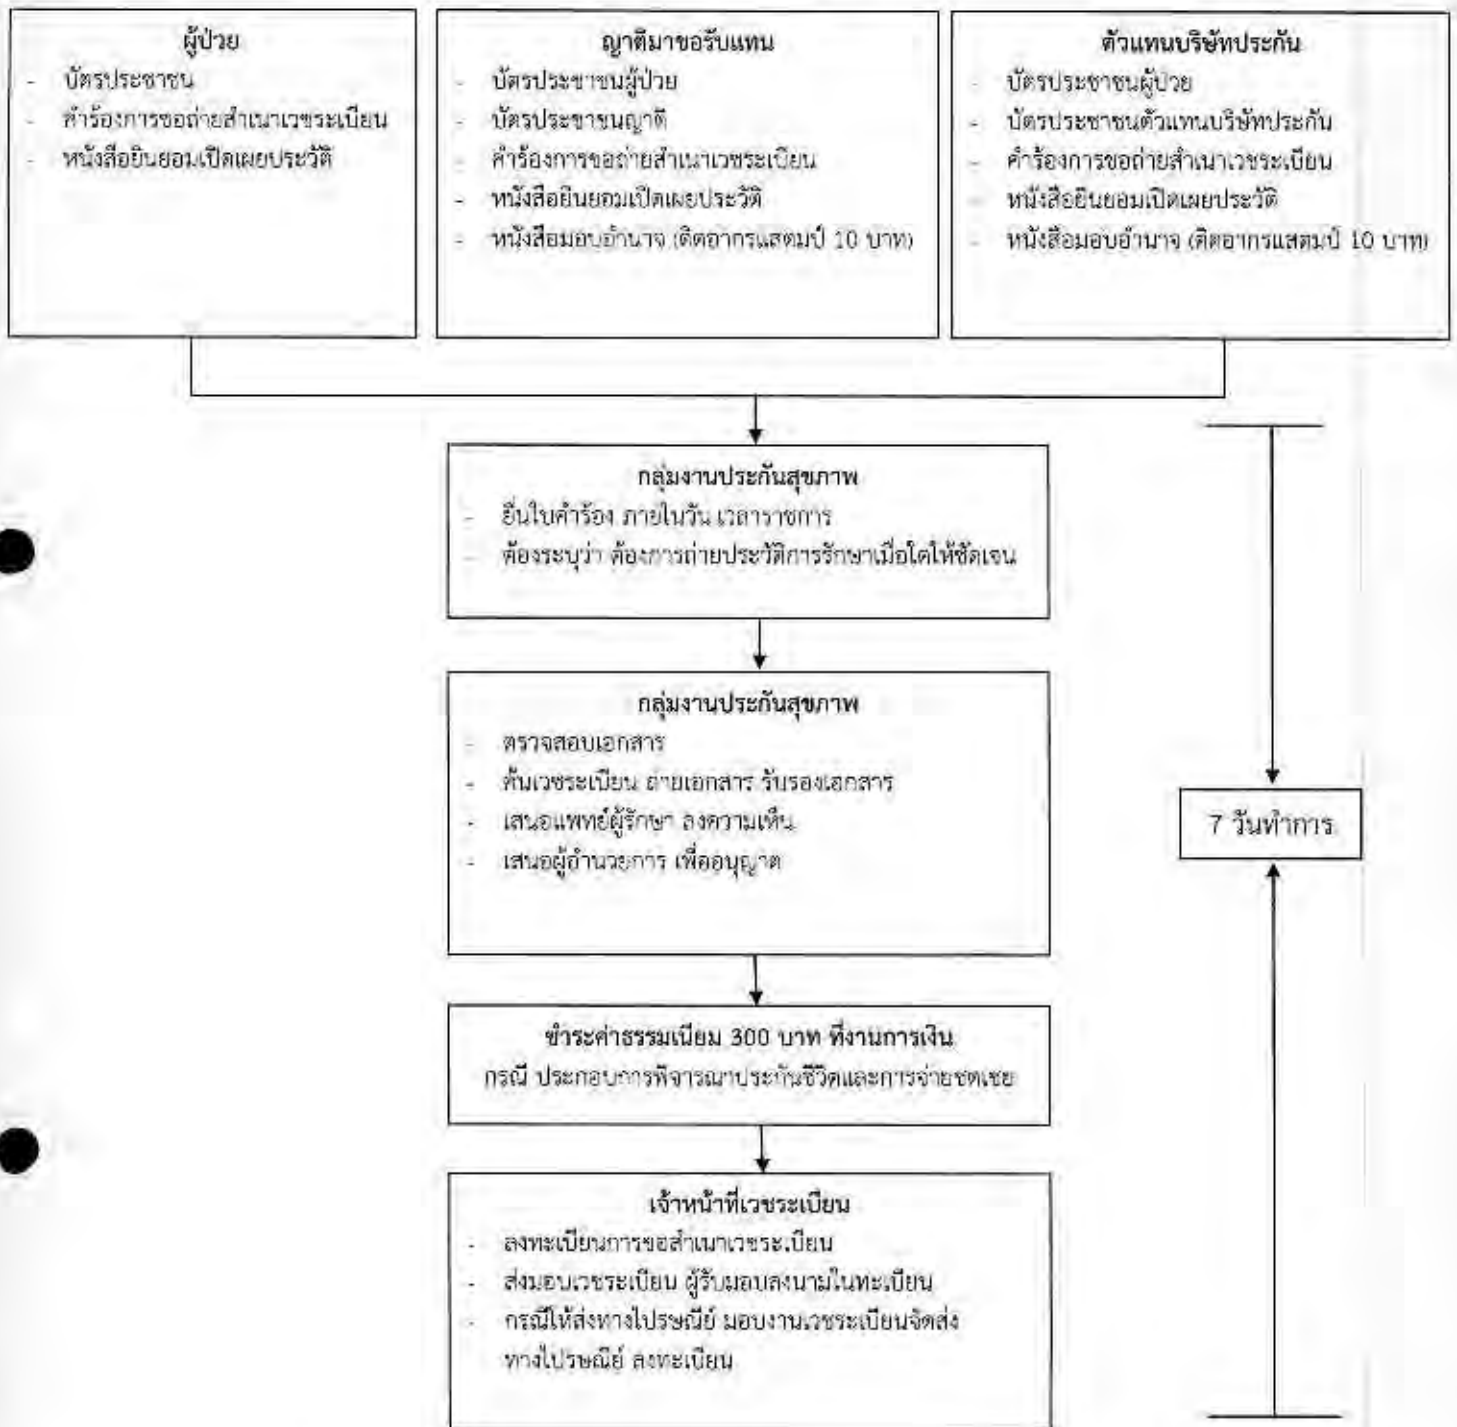 ผู้ป่วย
- บัตรประชาชน
- คำร้องการขอถ่ายสำเนาเวชระเบียน
- หนังสือยินยอมเปิดเผยประวัติ
ญาติมาขอรับแทน
- บัตรประชาชนผู้ป่วย
- บัตรประชาชนญาติ
- คำร้องการขอถ่ายสำเนาเวชระเบียน
- หนังสือยินยอมเปิดเผยประวัติ
- หนังสือมอบอำนาจ (ติดอากรแสตมป์ 10 บาท)
ตัวแทนบริษัทประกัน
- บัตรประชาชนผู้ป่วย
- บัตรประชาชนตัวแทนบริษัทประกัน
- คำร้องการขอถ่ายสำเนาเวชระเบียน
- หนังสือยินยอมเปิดเผยประวัติ
- หนังสือมอบอำนาจ (ติดอากรแสตมป์ 10 บาท)
กลุ่มงานประกันสุขภาพ
- ยื่นใบคำร้อง ภายในวัน เวลาราชการ
- ต้องระบุว่า ต้องการถ่ายประวัติการรักษาเมื่อใดให้ชัดเจน
กลุ่มงานประกันสุขภาพ
- ตรวจสอบเอกสาร
- ค้นเวชระเบียน ถ่ายเอกสาร รับรองเอกสาร
- เสนอแพทย์ผู้รักษา ลงความเห็น
- เสนอผู้อำนวยการ เพื่ออนุญาต
7 วันทำการ
ชำระค่าธรรมเนียม 300 บาท ที่งานการเงิน
กรณี ประกอบการพิจารณาประกันชีวิตและการจ่ายชดเชย
เจ้าหน้าที่เวชระเบียน
- ลงทะเบียนการขอสำเนาเวชระเบียน
- ส่งมอบเวชระเบียน ผู้รับมอบลงนามในทะเบียน
- กรณีให้ส่งทางไปรษณีย์ มอบงานเวชระเบียนจัดส่ง
ทางไปรษณีย์ ลงทะเบียน